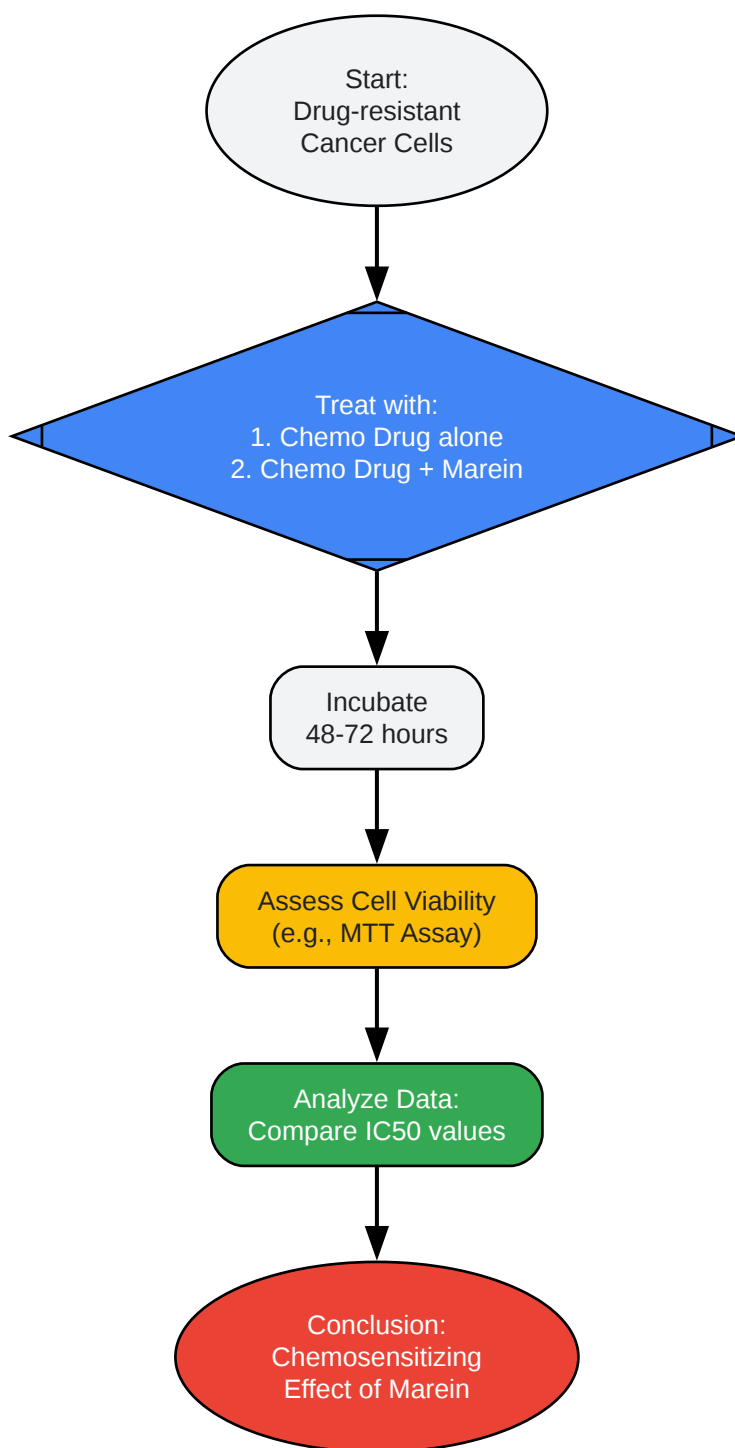 Start:
Drug-resistant
Cancer Cells
Treat with:
1. Chemo Drug alone
2. Chemo Drug + Marein
Incubate
48-72 hours
Assess Cell Viability
(e.g., MTT Assay)
Analyze Data:
Compare IC50 values
Conclusion:
Chemosensitizing
Effect of Marein